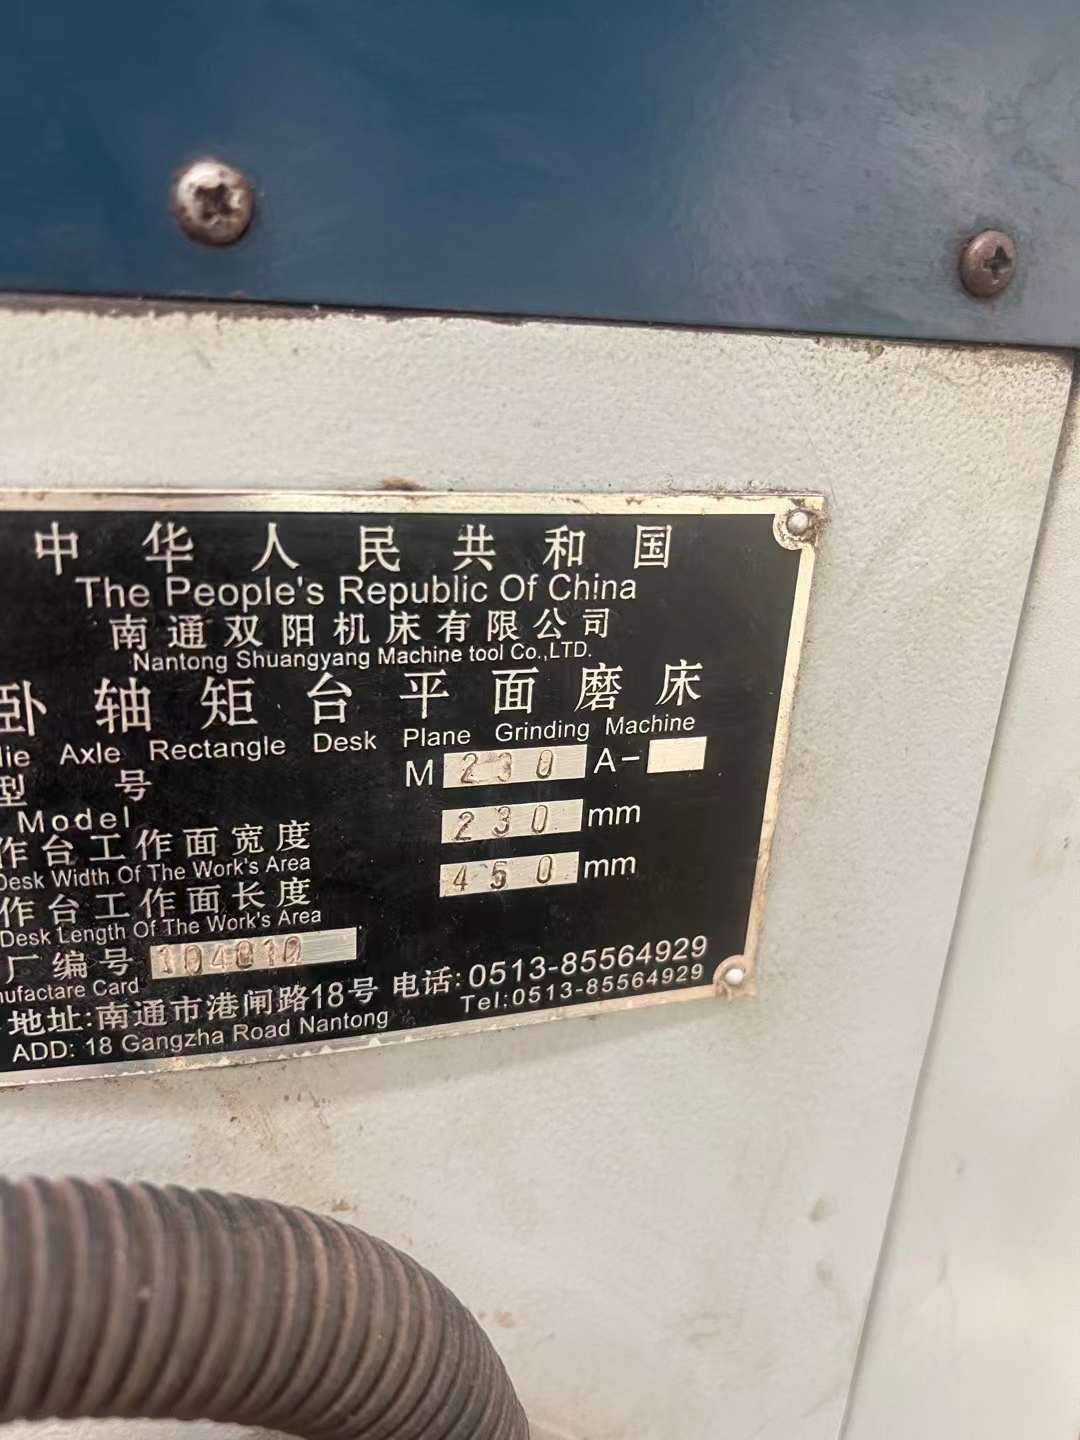 中华人民共和国
The People's Republic Of China
南通双阳机床有限公司
Nantong Shuangyang Machine tool Co.,LTD.
卧轴矩台平面磨床
lie Axle Rectangle Desk Plane Grinding Machine
型号 M 230 A-
Model
作台工作面宽度 230 mm
Desk Width Of The Work's Area
作台工作面长度 450 mm
Desk Length Of The Work's Area
厂编号 104010
nufactare Card
地址:南通市港闸路18号 电话:0513-85564929
ADD: 18 Gangzha Road Nantong Tel:0513-85564929